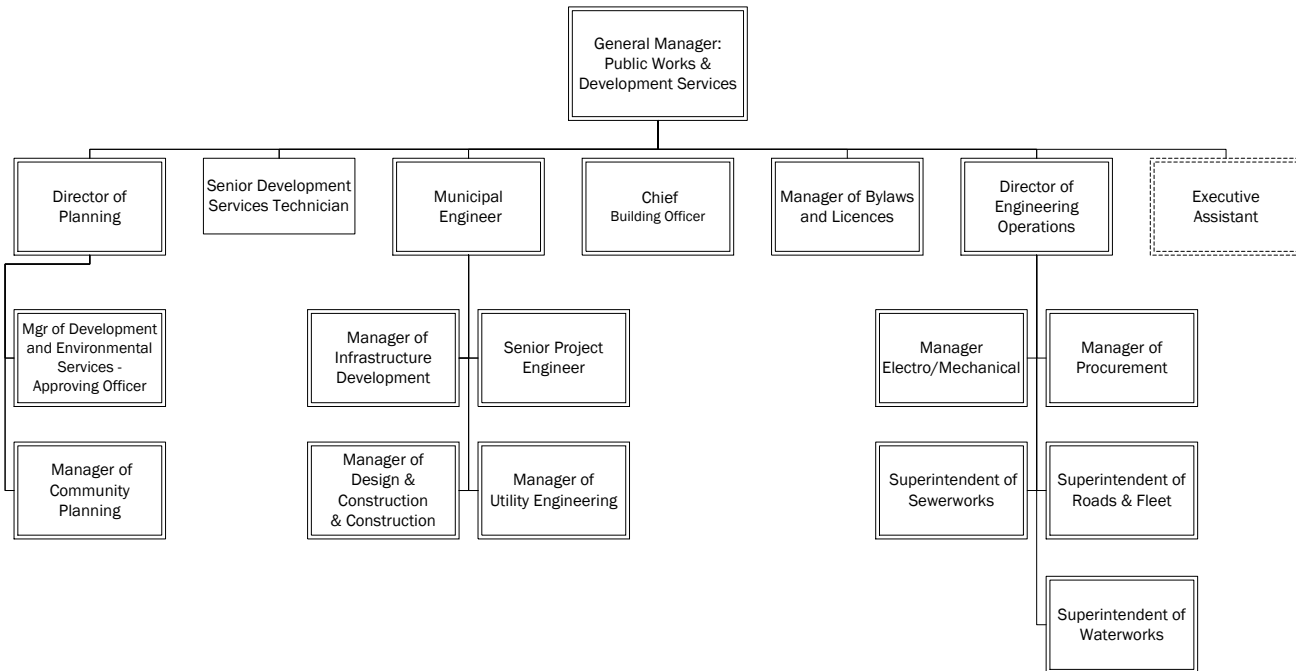 General Manager:
Public Works &
Development Services
Director of
Planning
Senior Development
Services Technician
Municipal
Engineer
Chief
Building Officer
Manager of Bylaws
and Licences
Director of
Engineering
Operations
Executive
Assistant
Mgr of Development
and Environmental
Services -
Approving Officer
Manager of
Infrastructure
Development
Senior Project
Engineer
Manager
Electro/Mechanical
Manager of
Procurement
Manager of
Community
Planning
Manager of
Design &
Construction
& Construction
Manager of
Utility Engineering
Superintendent of
Sewerworks
Superintendent of
Roads & Fleet
Superintendent of
Waterworks